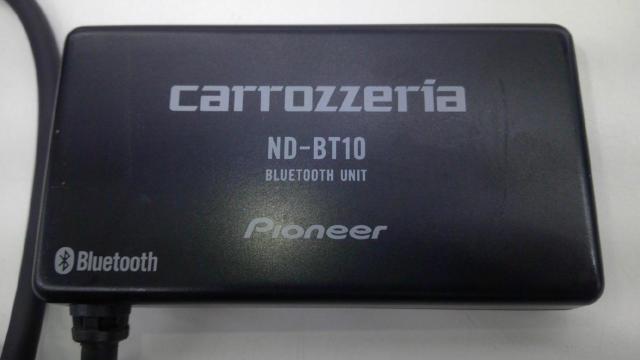 carrozzeria
ND-BT10
BLUETOOTH UNIT
Pioneer
Bluetooth